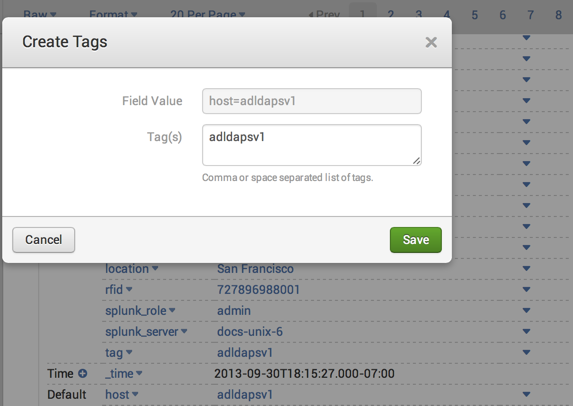 Raw Format 20 Per Page Prev 1 2 3 4 5 6 7 8
Create Tags
Field Value host=adldapsv1
Tag(s) adldapsv1
Comma or space separated list of tags.
Cancel Save
location San Francisco
rfid 727896988001
splunk_role admin
splunk_server docs-unix-6
tag adldapsv1
Time _time 2013-09-30T18:15:27.000-07:00
Default host adldapsv1